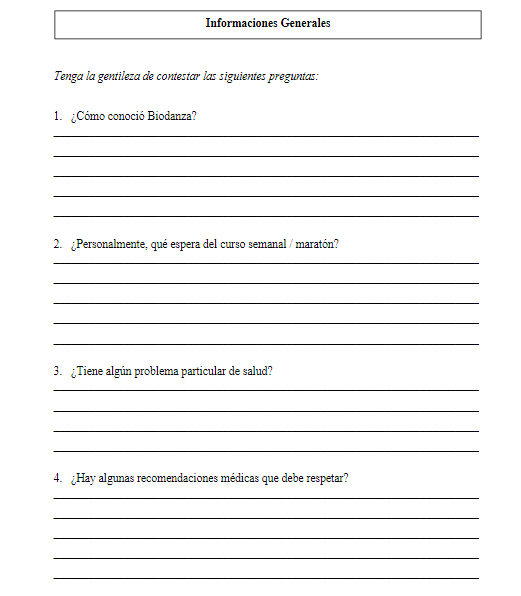 Informaciones Generales
Tenga la gentileza de contestar las siguientes preguntas:
1. ¿Cómo conoció Biodanza?
2. ¿Personalmente, qué espera del curso semanal / maratón?
3. ¿Tiene algún problema particular de salud?
4. ¿Hay algunas recomendaciones médicas que debe respetar?